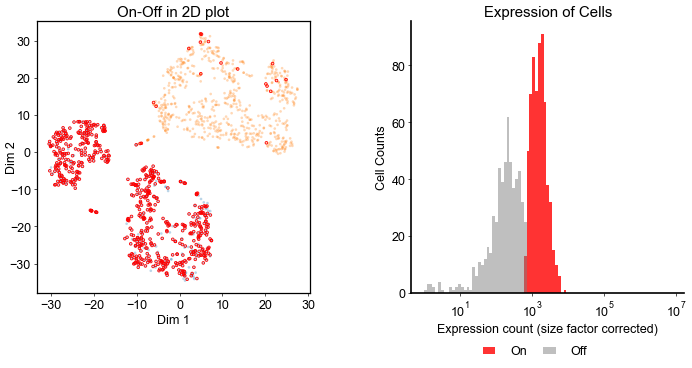 On-Off in 2D plot
30
20
10
0
−10
−20
−30
Dim 2
−30 −20 −10 0 10 20 30
Dim 1
Expression of Cells
80
60
40
20
0
Cell Counts
10^1 10^3 10^5 10^7
Expression count (size factor corrected)
On Off